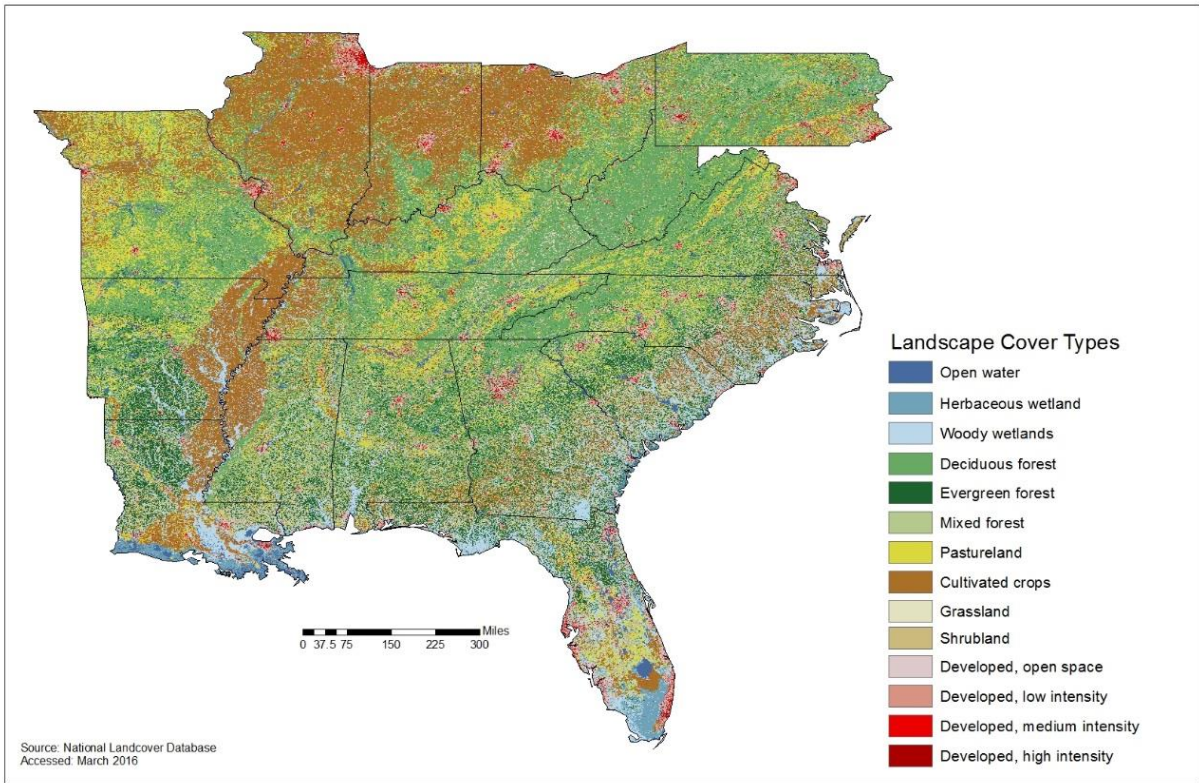 Landscape Cover Types
Open water
Herbaceous wetland
Woody wetlands
Deciduous forest
Evergreen forest
Mixed forest
Pastureland
Cultivated crops
Grassland
Shrubland
Developed, open space
Developed, low intensity
Developed, medium intensity
Developed, high intensity
Miles
0 37.5 75 150 225 300
Source: National Landcover Database
Accessed: March 2016